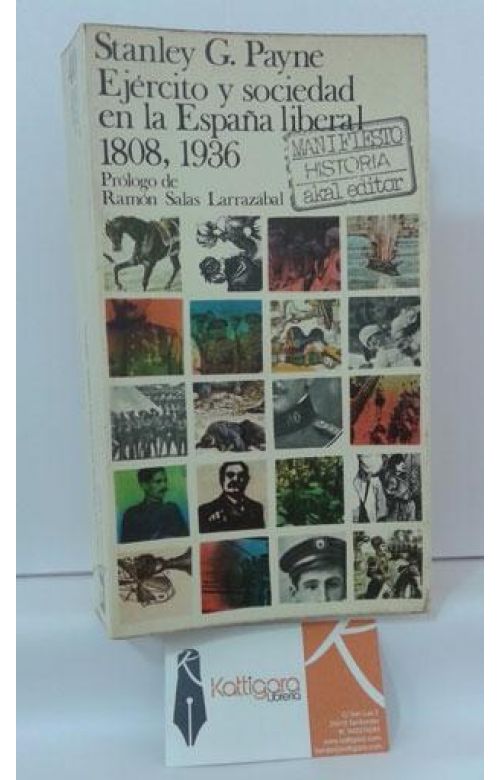 Stanley G. Payne
Ejército y sociedad
en la España liberal
1808, 1936
Prólogo de
Ramón Salas Larrazábal
MANIFIESTO
HISTORIA
akal editor
Kattigara
Librería